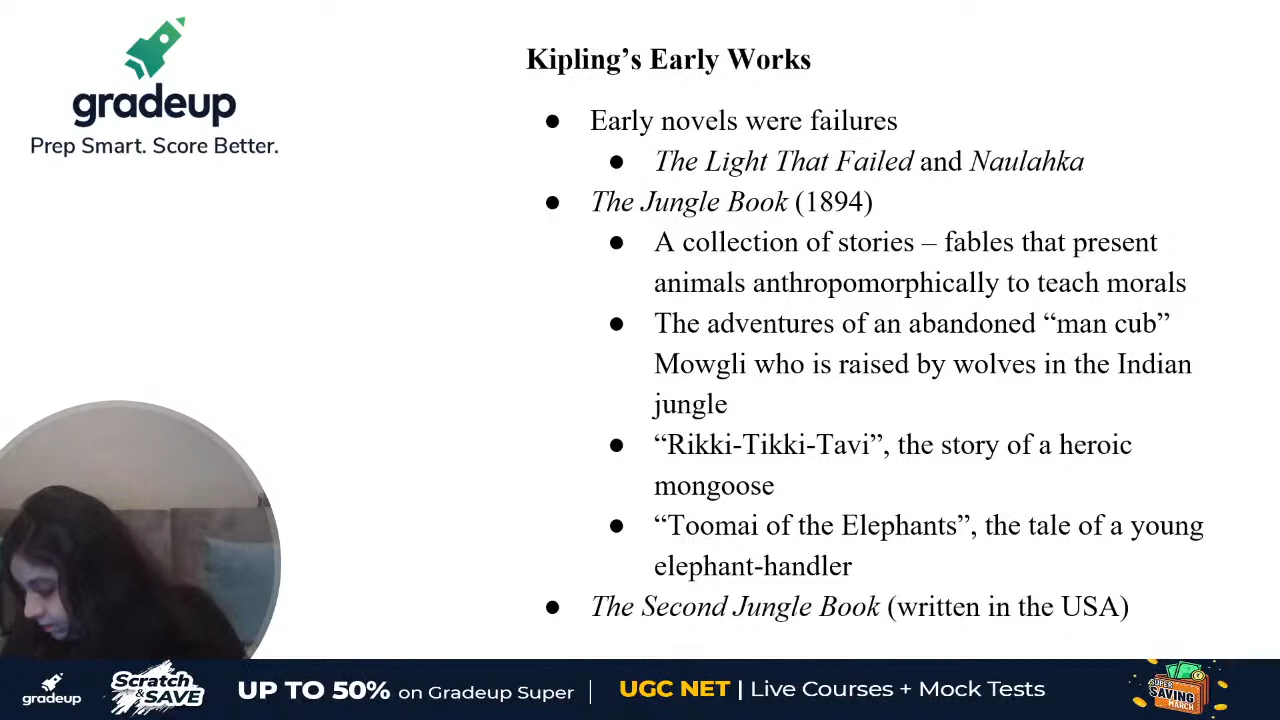 gradeup
Prep Smart. Score Better.
Kipling’s Early Works
● Early novels were failures
● The Light That Failed and Naulahka
● The Jungle Book (1894)
● A collection of stories – fables that present
animals anthropomorphically to teach morals
● The adventures of an abandoned “man cub”
Mowgli who is raised by wolves in the Indian
jungle
● “Rikki-Tikki-Tavi”, the story of a heroic
mongoose
● “Toomai of the Elephants”, the tale of a young
elephant-handler
● The Second Jungle Book (written in the USA)
gradeup
Scratch
& SAVE
UP TO 50% on Gradeup Super | UGC NET | Live Courses + Mock Tests
SUPER
SAVING
MARCH